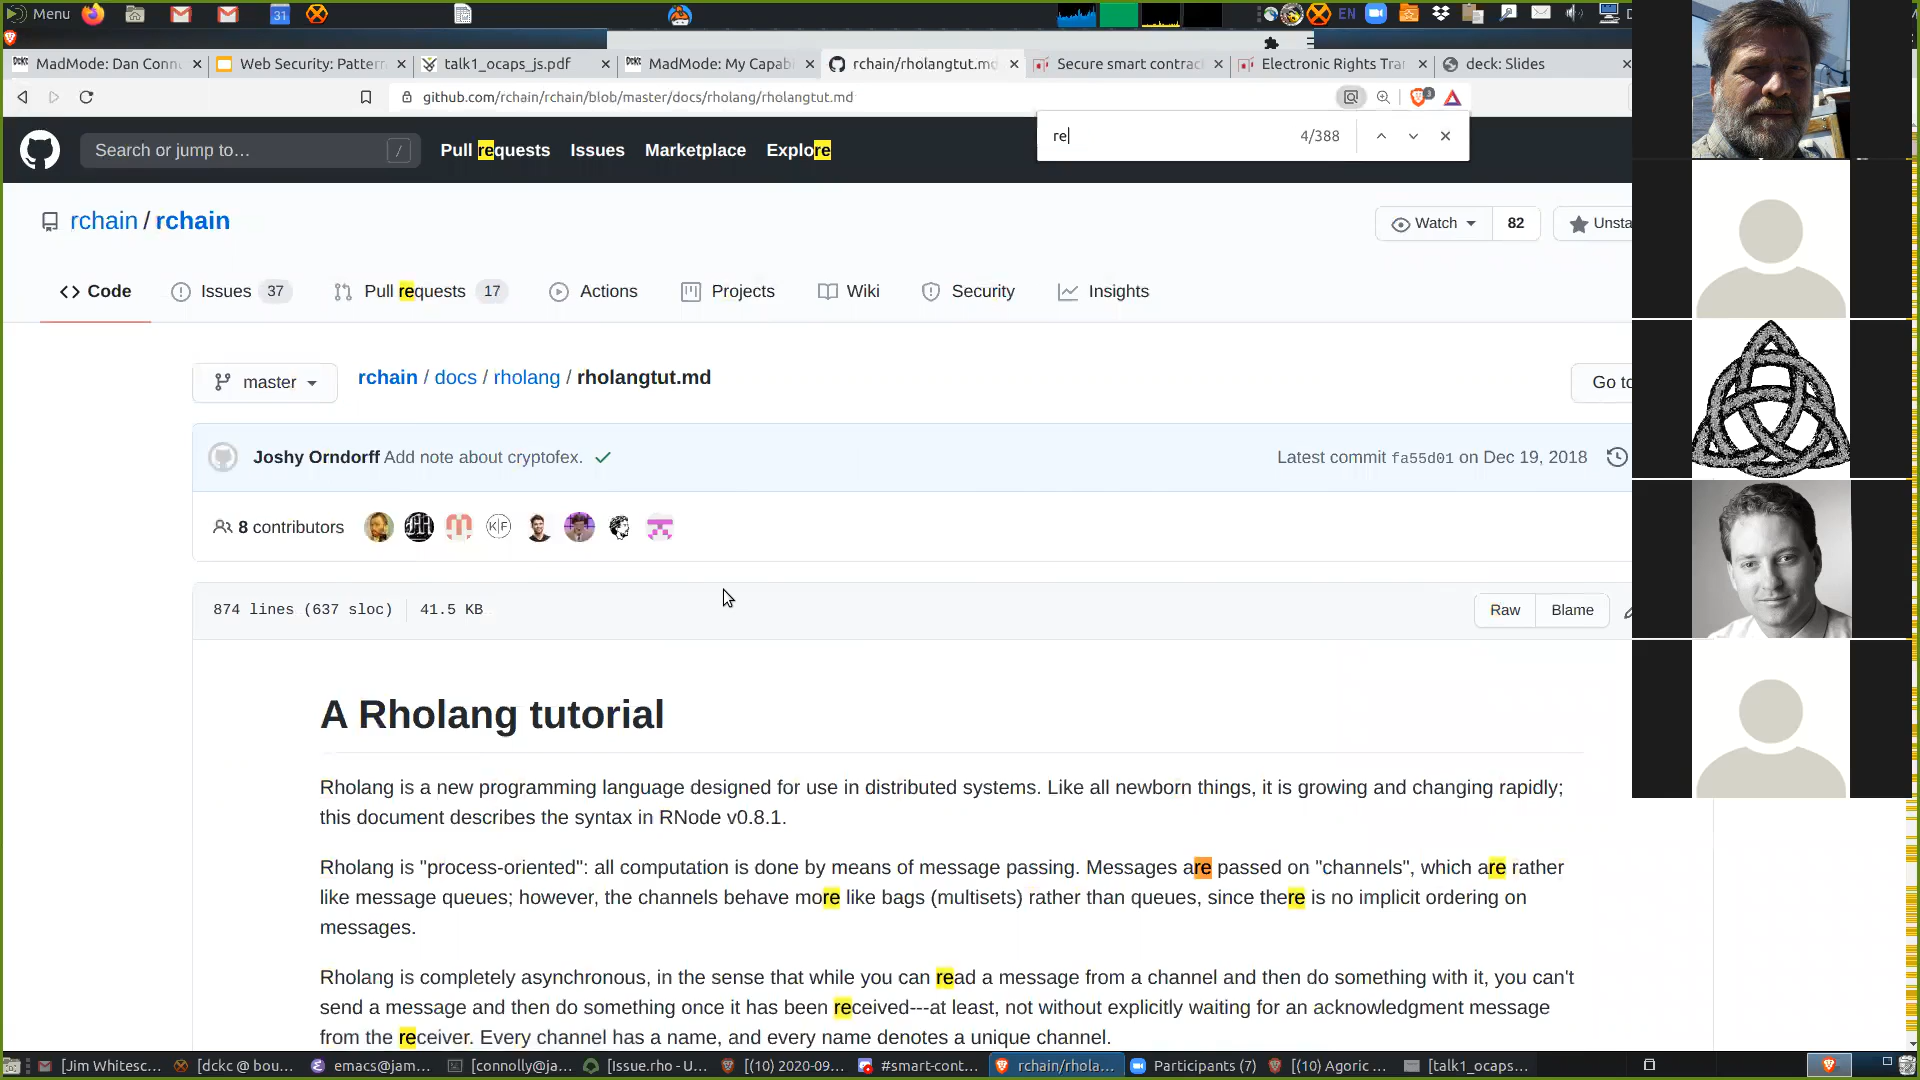 Menu
31
EN
MadMode: Dan Conn
Web Security: Patter
talk1_ocaps_js.pdf
MadMode: My Capabi
rchain/rholangtut.md
Secure smart contrac
Electronic Rights Tra
deck: Slides
github.com/rchain/rchain/blob/master/docs/rholang/rholangtut.md
3
re
4/388
Search or jump to…
/
Pull requests
Issues
Marketplace
Explore
rchain / rchain
Watch
82
Unsta
Code
Issues 37
Pull requests 17
Actions
Projects
Wiki
Security
Insights
master
rchain / docs / rholang / rholangtut.md
Go to
Joshy Orndorff Add note about cryptofex.
Latest commit fa55d01 on Dec 19, 2018
8 contributors
KF
874 lines (637 sloc)
41.5 KB
Raw
Blame
A Rholang tutorial
Rholang is a new programming language designed for use in distributed systems. Like all newborn things, it is growing and changing rapidly;
this document describes the syntax in RNode v0.8.1.
Rholang is "process-oriented": all computation is done by means of message passing. Messages are passed on "channels", which are rather
like message queues; however, the channels behave more like bags (multisets) rather than queues, since there is no implicit ordering on
messages.
Rholang is completely asynchronous, in the sense that while you can read a message from a channel and then do something with it, you can't
send a message and then do something once it has been received---at least, not without explicitly waiting for an acknowledgment message
from the receiver. Every channel has a name, and every name denotes a unique channel.
[Jim Whitesc...
[dckc @ bou...
emacs@jam...
[connolly@ja...
[Issue.rho - U...
[(10) 2020-09...
#smart-cont...
rchain/rhola...
Participants (7)
[(10) Agoric ...
[talk1_ocaps...